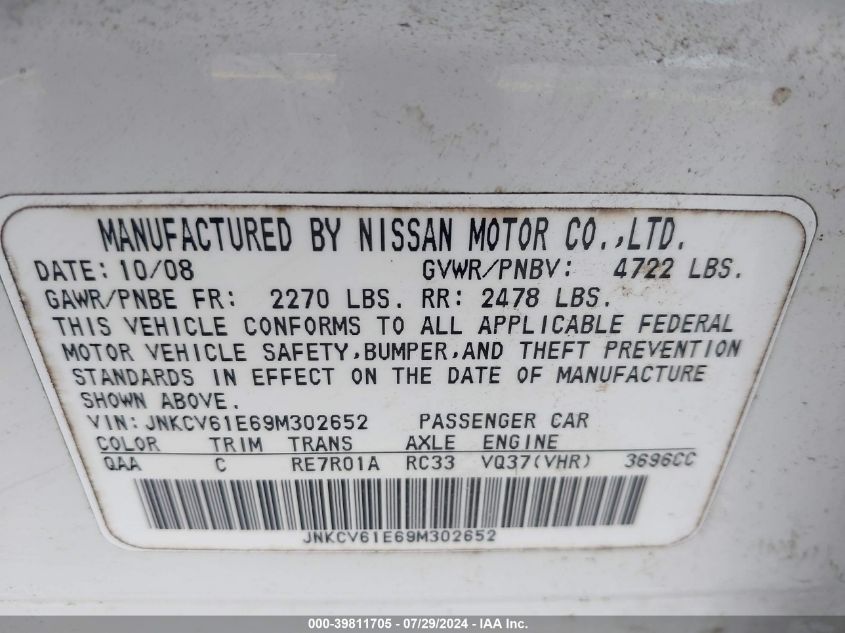 MANUFACTURED BY NISSAN MOTOR CO.,LTD.
DATE: 10/08 GVWR/PNBV: 4722 LBS.
GAWR/PNBE FR: 2270 LBS. RR: 2478 LBS.
THIS VEHICLE CONFORMS TO ALL APPLICABLE FEDERAL
MOTOR VEHICLE SAFETY,BUMPER,AND THEFT PREVENTION
STANDARDS IN EFFECT ON THE DATE OF MANUFACTURE
SHOWN ABOVE.
VIN: JNKCV61E69M302652 PASSENGER CAR
COLOR TRIM TRANS AXLE ENGINE
QAA C RE7R01A RC33 VQ37(VHR) 3696CC
JNKCV61E69M302652
000-39811705 - 07/29/2024 - IAA Inc.